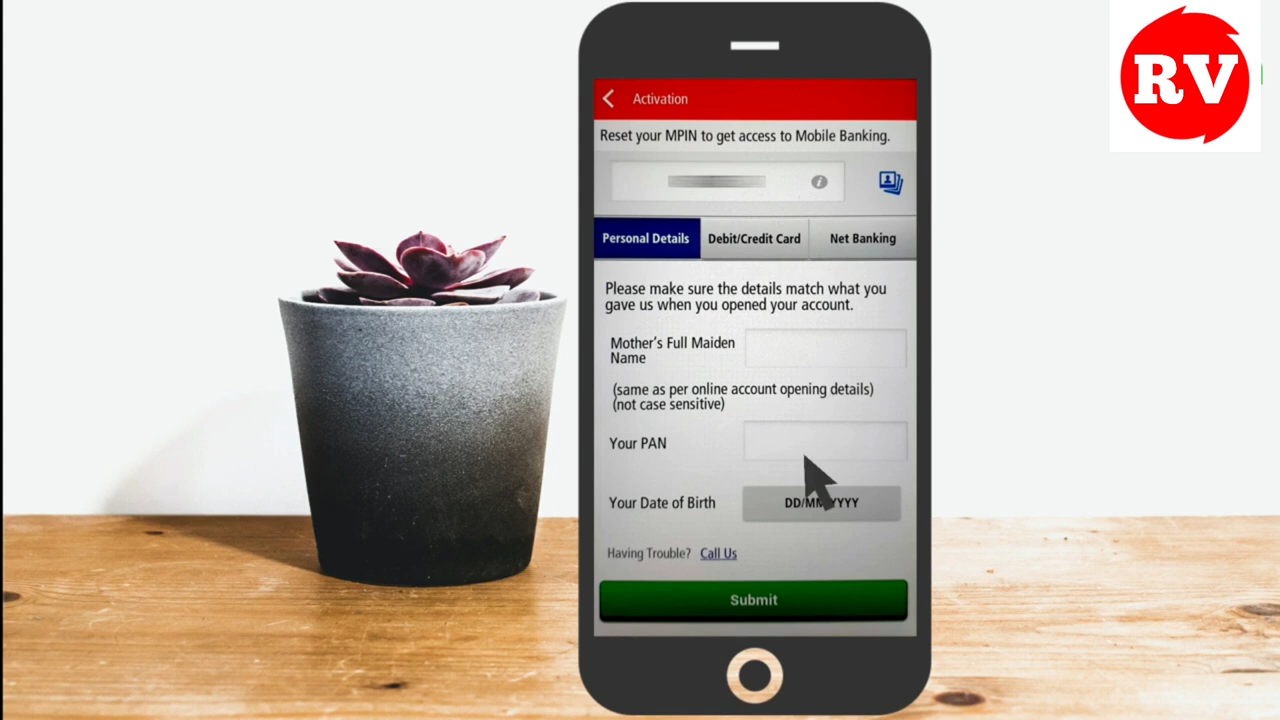 RV
Activation
Reset your MPIN to get access to Mobile Banking.
i
Personal Details
Debit/Credit Card
Net Banking
Please make sure the details match what you
gave us when you opened your account.
Mother's Full Maiden
Name
(same as per online account opening details)
(not case sensitive)
Your PAN
Your Date of Birth
DD/MM/YYYY
Having Trouble? Call Us
Submit